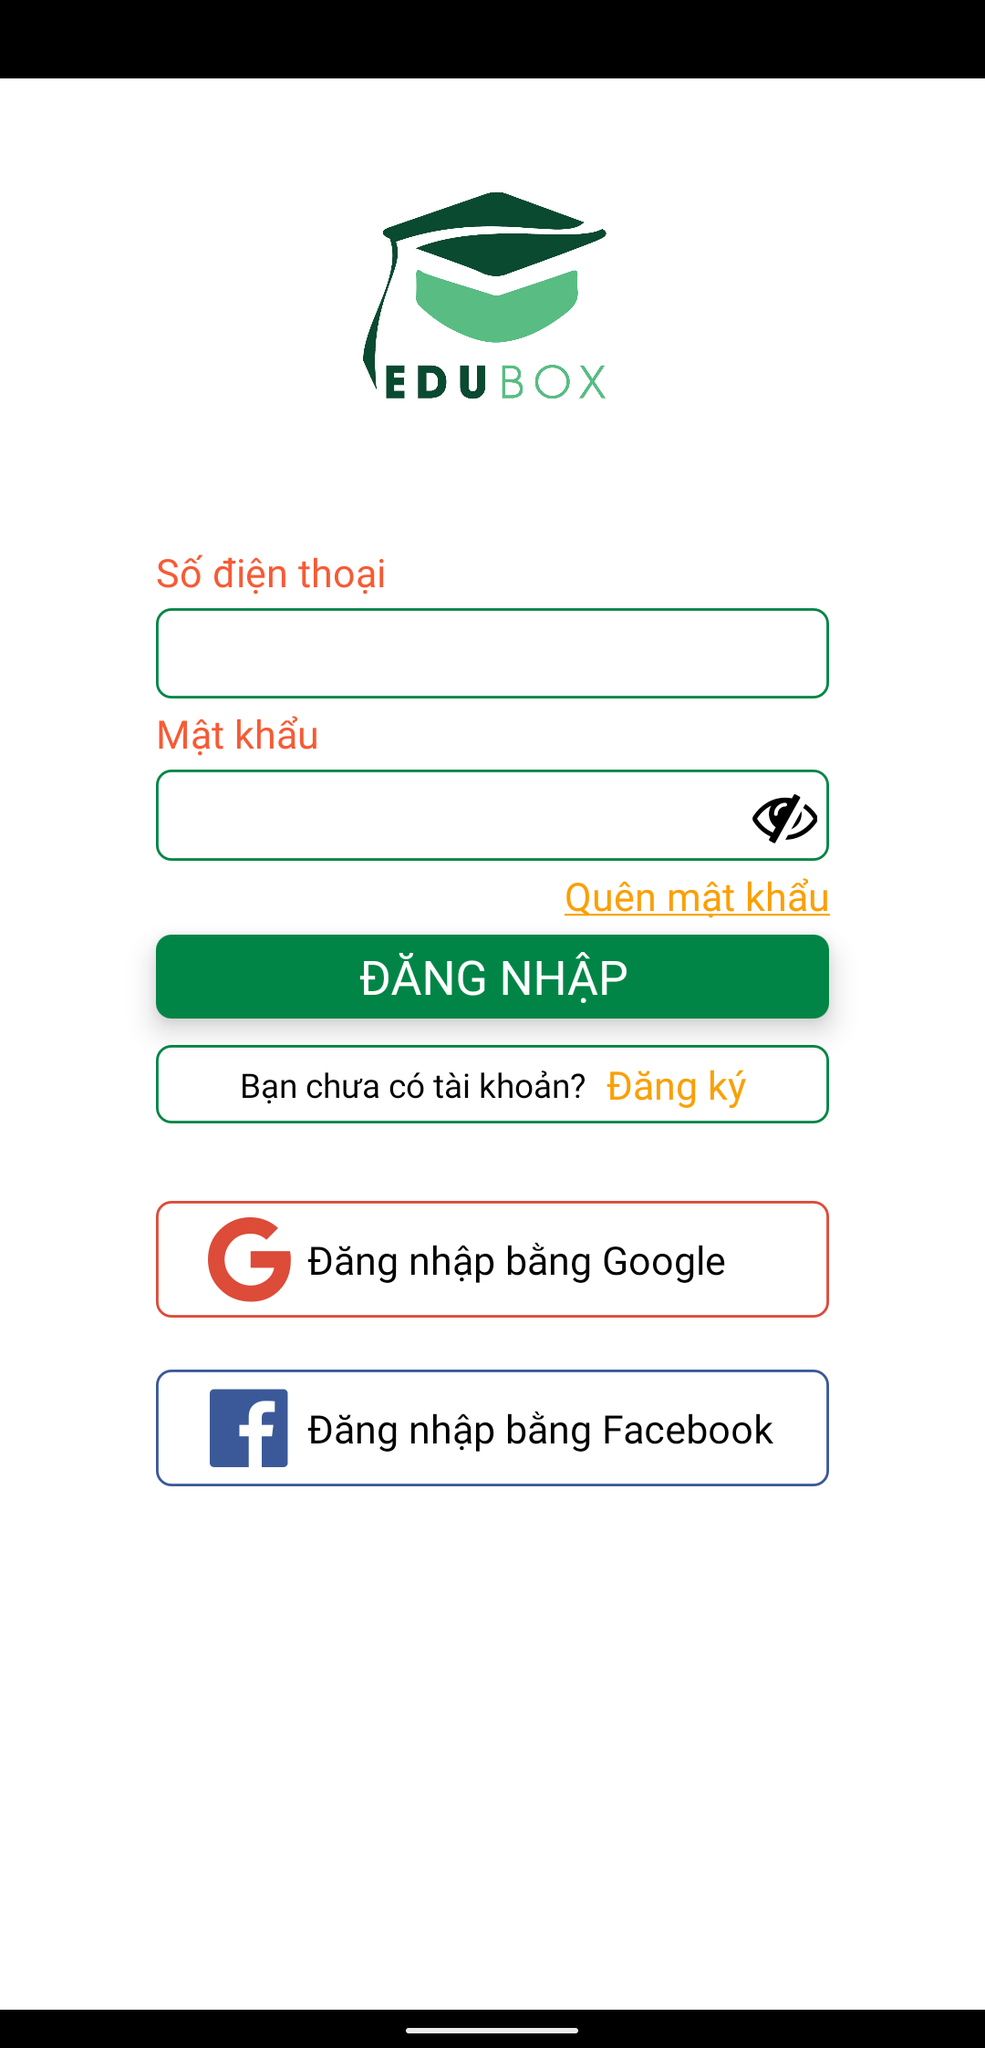 EDUBOX
Số điện thoại
Mật khẩu
Quên mật khẩu
ĐĂNG NHẬP
Bạn chưa có tài khoản? Đăng ký
Đăng nhập bằng Google
Đăng nhập bằng Facebook